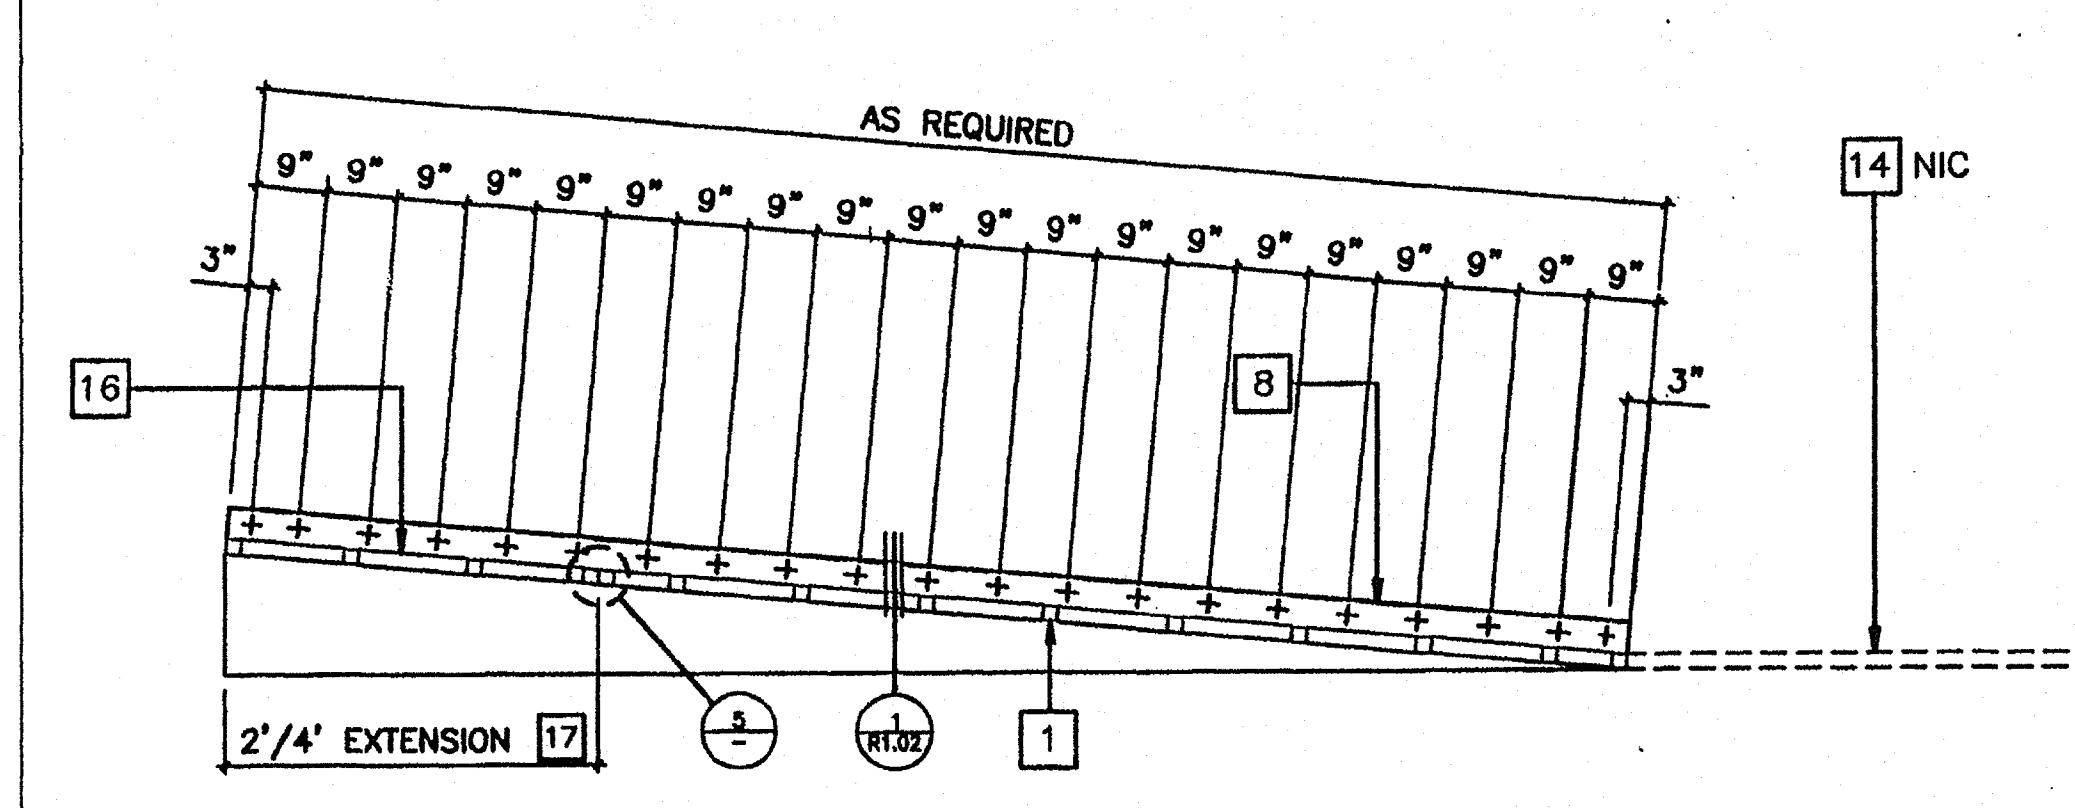 AS REQUIRED
9" 9" 9" 9" 9" 9" 9" 9" 9" 9" 9" 9" 9" 9" 9" 9" 9" 9" 9" 9"
14 NIC
3"
16
8
3"
2'/4' EXTENSION 17
5
–
1
R1.02
1